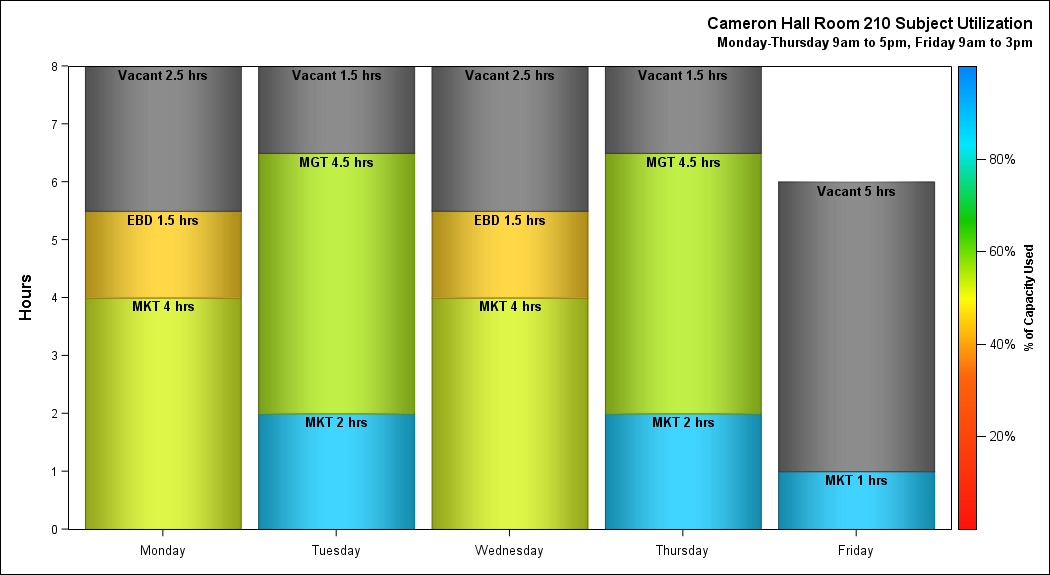 Cameron Hall Room 210 Subject Utilization
Monday-Thursday 9am to 5pm, Friday 9am to 3pm
Hours
8
7
6
5
4
3
2
1
0
Vacant 2.5 hrs
EBD 1.5 hrs
MKT 4 hrs
Vacant 1.5 hrs
MGT 4.5 hrs
MKT 2 hrs
Vacant 2.5 hrs
EBD 1.5 hrs
MKT 4 hrs
Vacant 1.5 hrs
MGT 4.5 hrs
MKT 2 hrs
Vacant 5 hrs
MKT 1 hrs
Monday
Tuesday
Wednesday
Thursday
Friday
80%
60%
40%
20%
% of Capacity Used